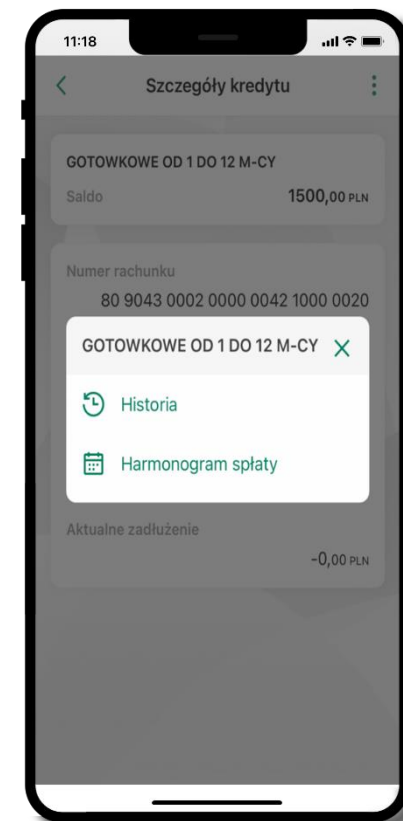 11:18
Szczegóły kredytu
GOTOWKOWE OD 1 DO 12 M-CY
Saldo 1500,00 PLN
Numer rachunku
80 9043 0002 0000 0042 1000 0020
GOTOWKOWE OD 1 DO 12 M-CY
Historia
Harmonogram spłaty
Aktualne zadłużenie
-0,00 PLN